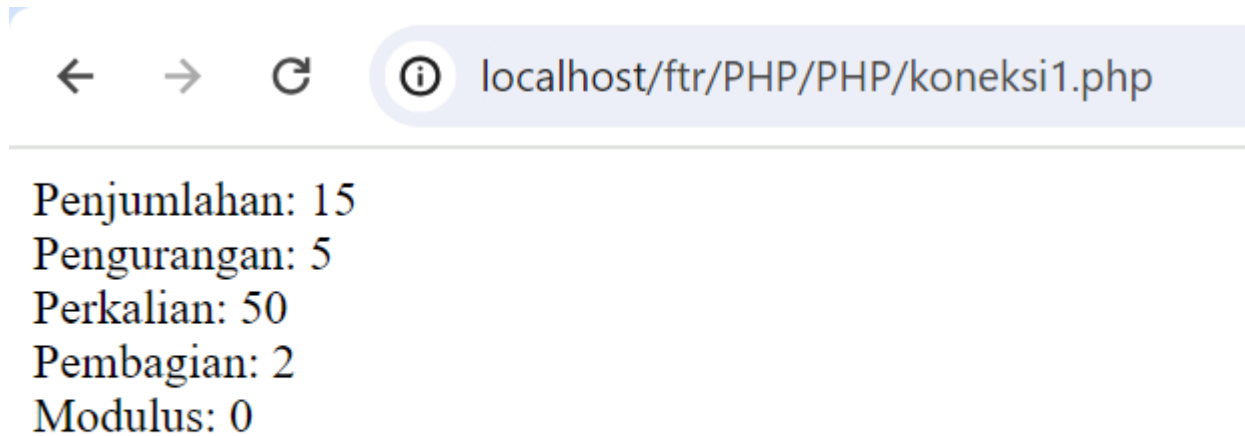 localhost/ftr/PHP/PHP/koneksi1.php
Penjumlahan: 15
Pengurangan: 5
Perkalian: 50
Pembagian: 2
Modulus: 0